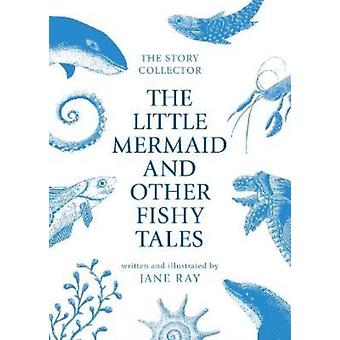 THE STORY
COLLECTOR
THE
LITTLE
MERMAID
AND
OTHER
FISHY
TALES
written and illustrated by
JANE RAY